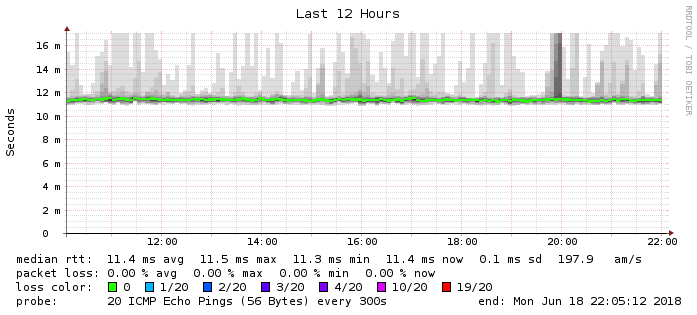 Last 12 Hours
RRDTOOL / TOBI OETIKER
Seconds
16 m
14 m
12 m
10 m
8 m
6 m
4 m
2 m
0
12:00 14:00 16:00 18:00 20:00 22:00
median rtt: 11.4 ms avg 11.5 ms max 11.3 ms min 11.4 ms now 0.1 ms sd 197.9 am/s
packet loss: 0.00 % avg 0.00 % max 0.00 % min 0.00 % now
loss color: 0 1/20 2/20 3/20 4/20 10/20 19/20
probe: 20 ICMP Echo Pings (56 Bytes) every 300s end: Mon Jun 18 22:05:12 2018